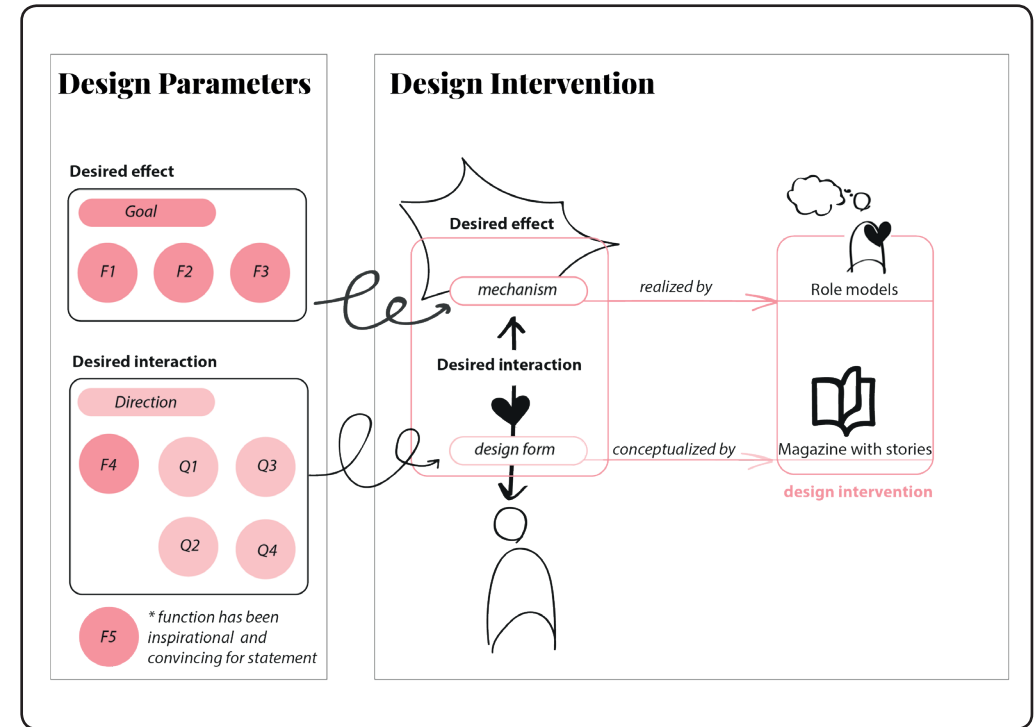 Design Parameters
Desired effect
Goal
F1 F2 F3
Desired interaction
Direction
F4 Q1 Q3
Q2 Q4
F5
* function has been
inspirational and
convincing for statement
Design Intervention
Desired effect
mechanism
realized by
Role models
Desired interaction
design form
conceptualized by
Magazine with stories
design intervention